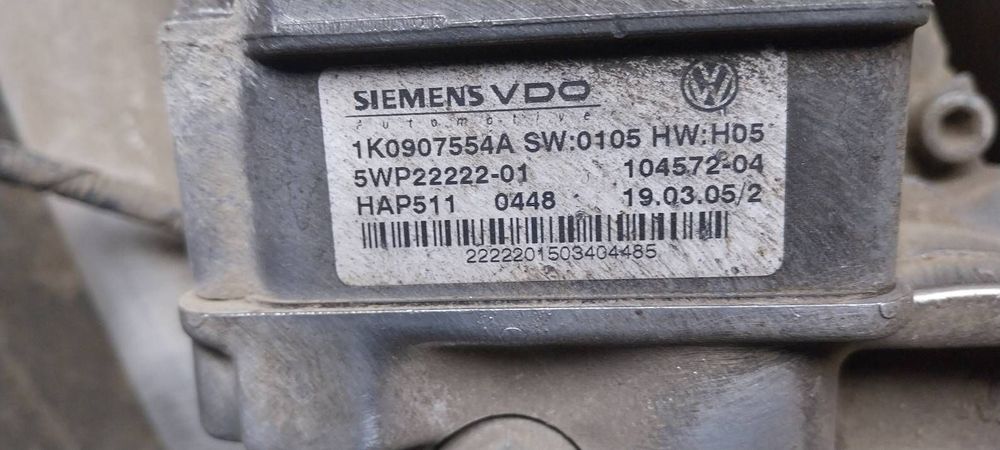 SIEMENS VDO
automotive
1K0907554A SW:0105 HW:H05
5WP22222-01 104572-04
HAP511 0448 19.03.05/2
2222201503404485